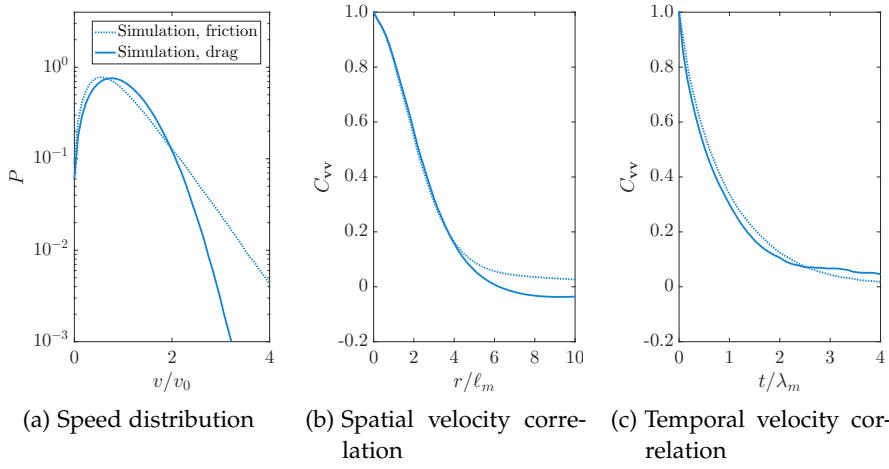 Simulation, friction
Simulation, drag
10^1
10^0
10^-1
10^-2
10^-3
P
0 2 4
v/v_0
(a) Speed distribution
1.0
0.8
0.6
0.4
0.2
0
-0.2
C_vv
0 2 4 6 8 10
r/ℓ_m
(b) Spatial velocity corre-
lation
1.0
0.8
0.6
0.4
0.2
0
-0.2
C_vv
0 1 2 3 4
t/λ_m
(c) Temporal velocity cor-
relation